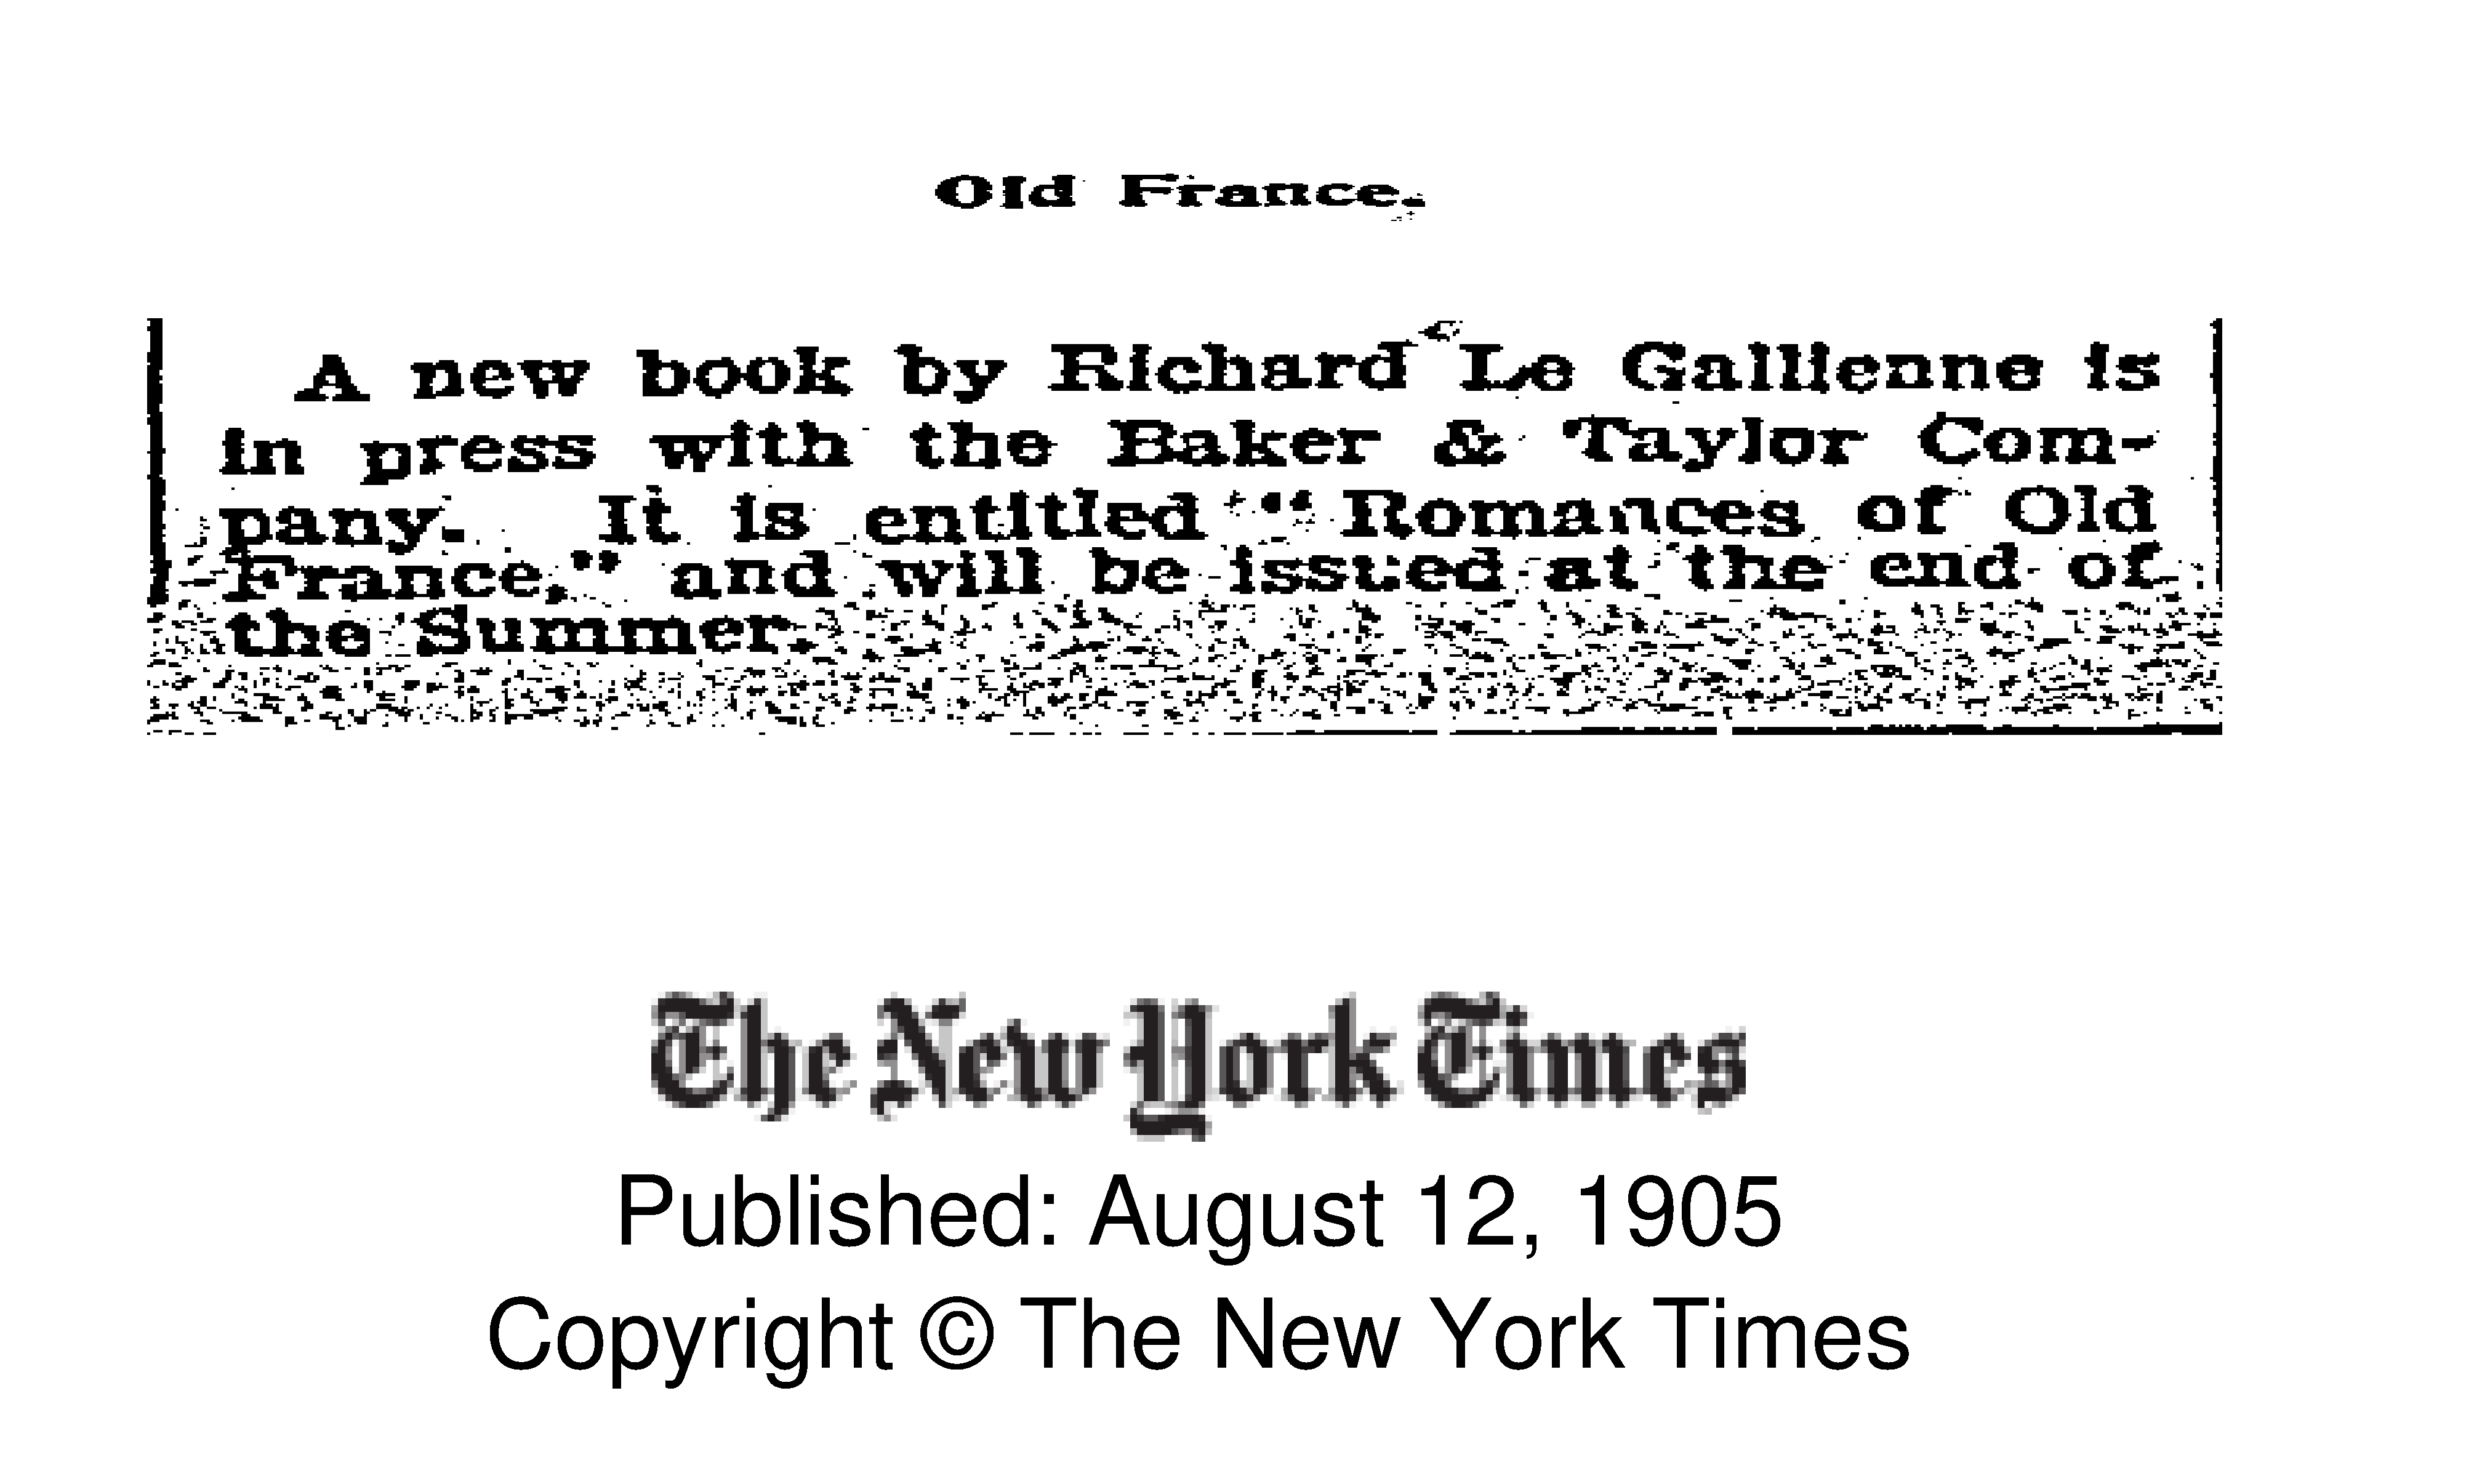 Old France.
A new book by Richard Le Gallienne is
in press with the Baker & Taylor Com-
pany. It is entitled "Romances of Old
France," and will be issued at the end of
the Summer.
The New York Times
Published: August 12, 1905
Copyright © The New York Times